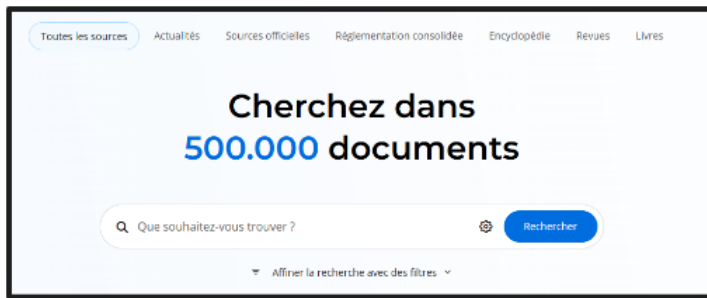 Toutes les sources Actualités Sources officielles Réglementation consolidée Encyclopédie Revues Livres
Cherchez dans
500.000 documents
Que souhaitez-vous trouver ? Rechercher
Affiner la recherche avec des filtres